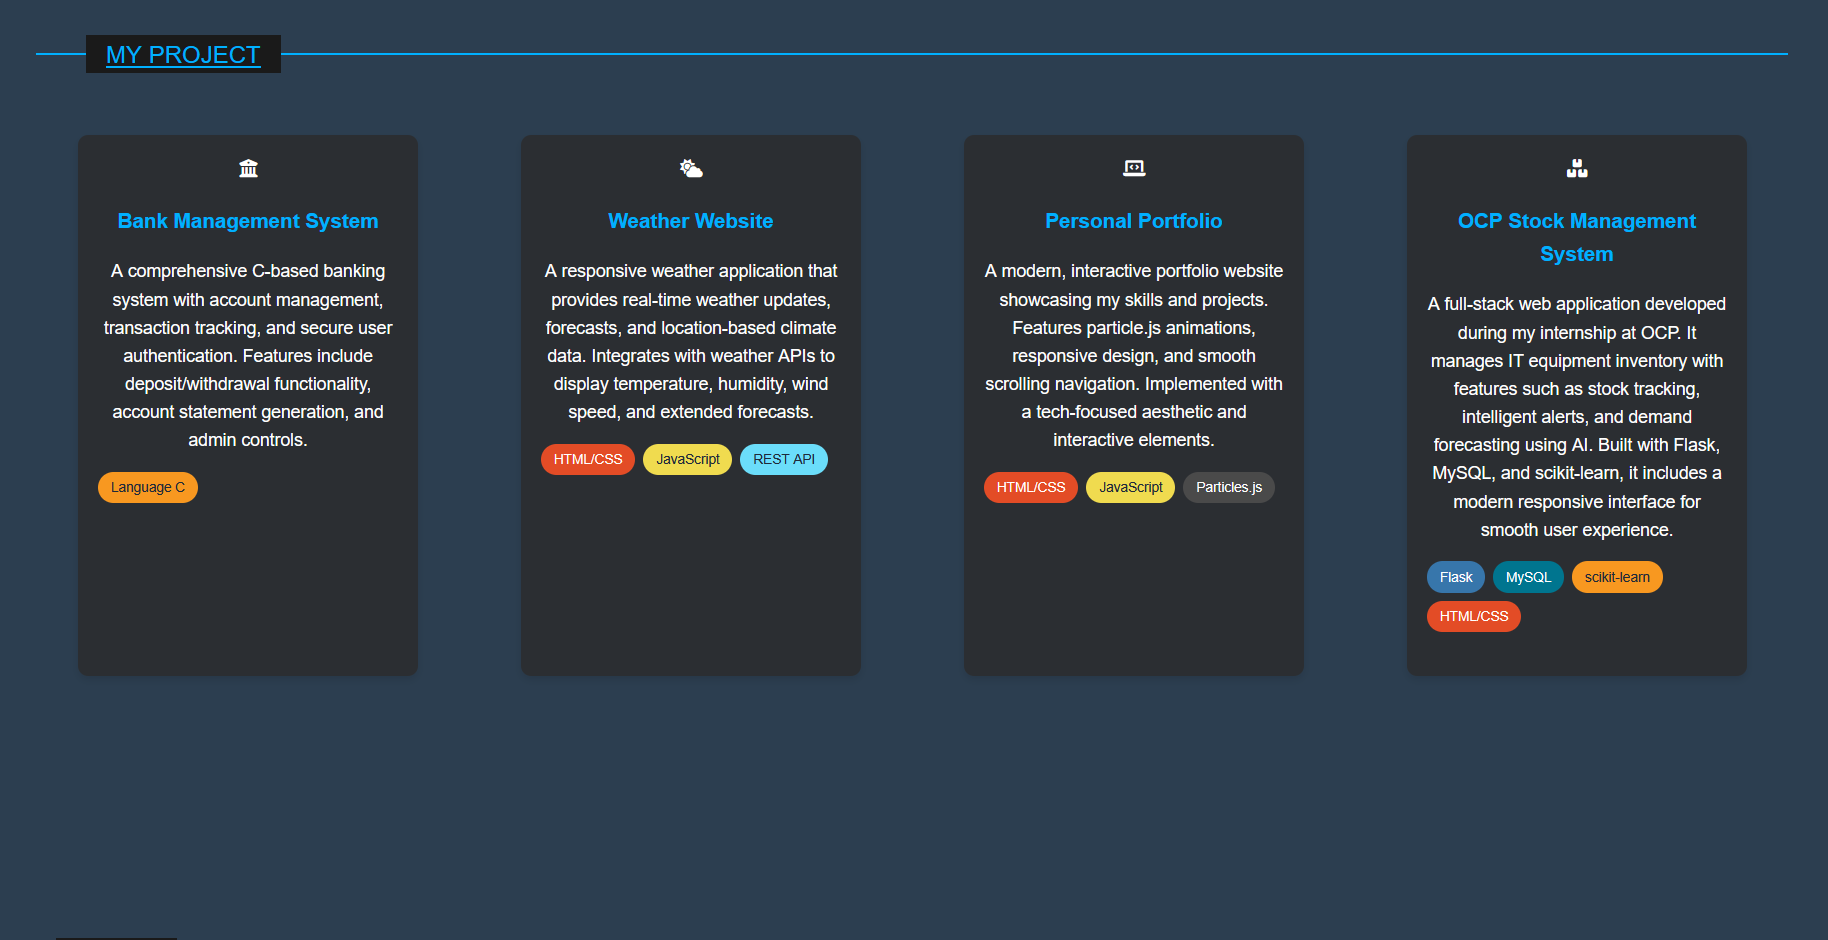 MY PROJECT
Bank Management System
A comprehensive C-based banking
system with account management,
transaction tracking, and secure user
authentication. Features include
deposit/withdrawal functionality,
account statement generation, and
admin controls.
Language C
Weather Website
A responsive weather application that
provides real-time weather updates,
forecasts, and location-based climate
data. Integrates with weather APIs to
display temperature, humidity, wind
speed, and extended forecasts.
HTML/CSS JavaScript REST API
Personal Portfolio
A modern, interactive portfolio website
showcasing my skills and projects.
Features particle.js animations,
responsive design, and smooth
scrolling navigation. Implemented with
a tech-focused aesthetic and
interactive elements.
HTML/CSS JavaScript Particles.js
OCP Stock Management
System
A full-stack web application developed
during my internship at OCP. It
manages IT equipment inventory with
features such as stock tracking,
intelligent alerts, and demand
forecasting using AI. Built with Flask,
MySQL, and scikit-learn, it includes a
modern responsive interface for
smooth user experience.
Flask MySQL scikit-learn
HTML/CSS